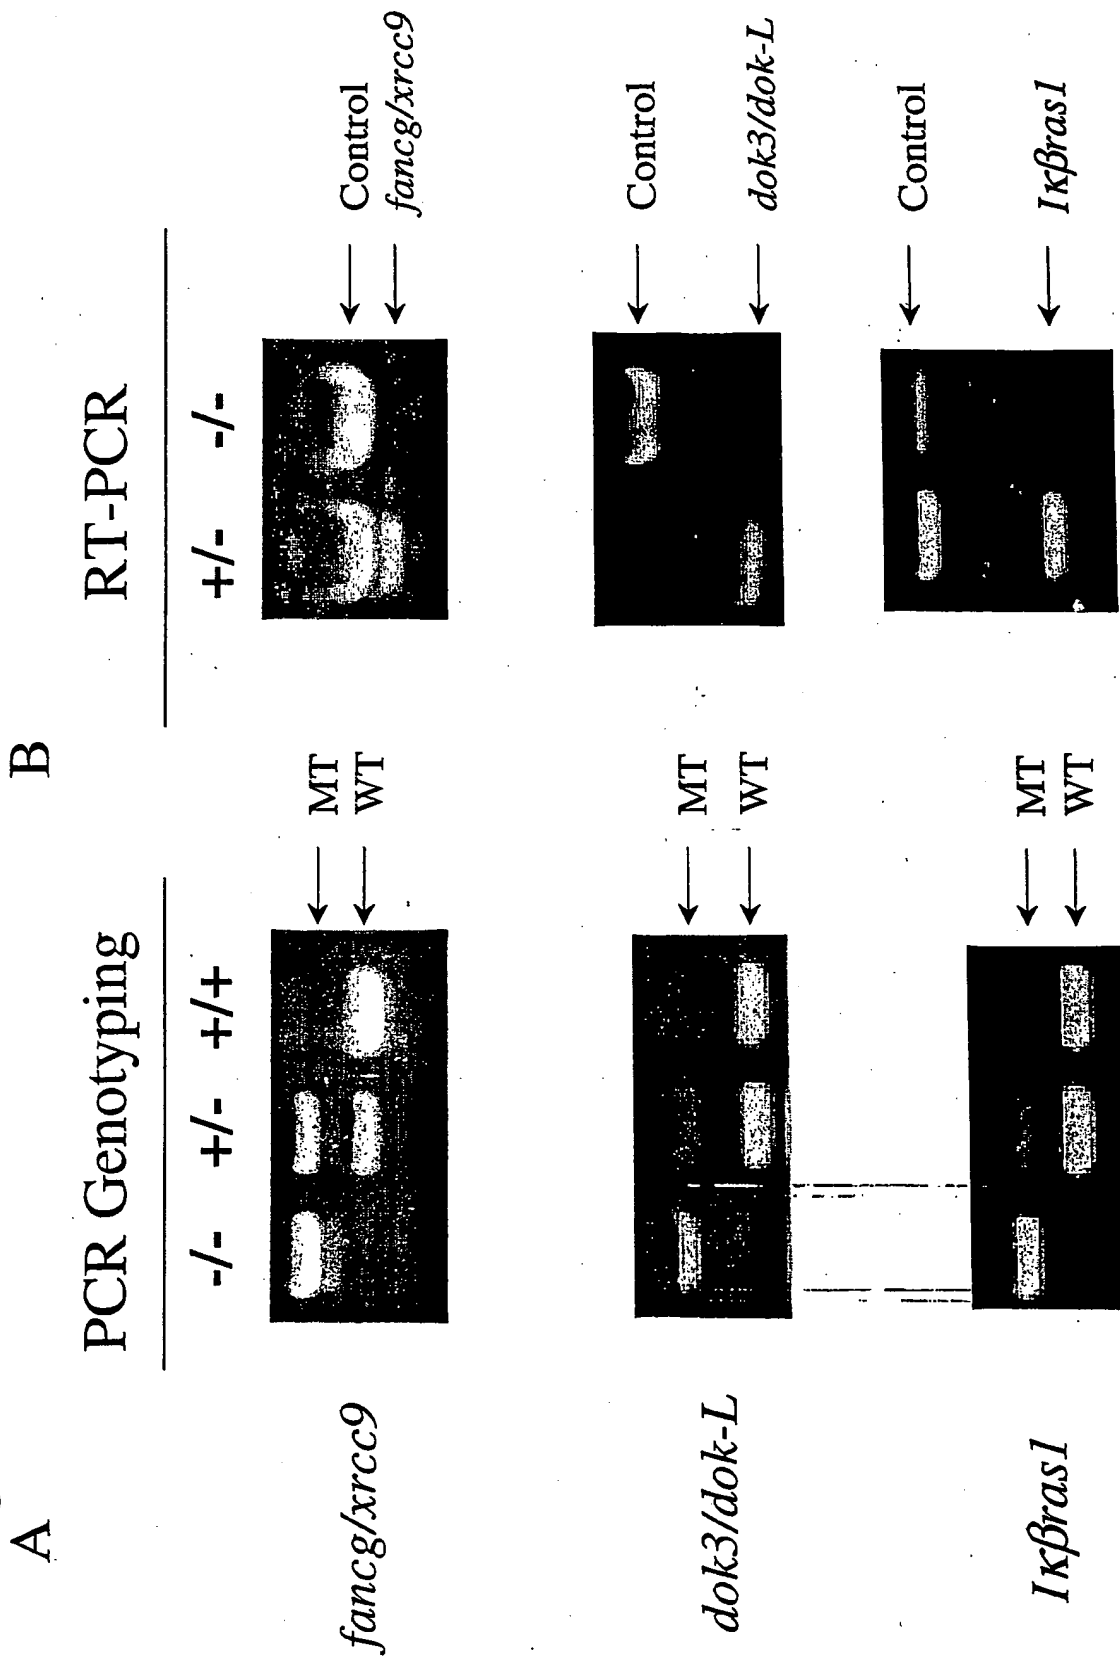 A
B
PCR Genotyping
RT-PCR
-/- +/- +/+
+/- -/-
fancg/xrcc9
MT
WT
Control
fancg/xrcc9
dok3/dok-L
MT
WT
Control
dok3/dok-L
Iκβras1
MT
WT
Control
Iκβras1